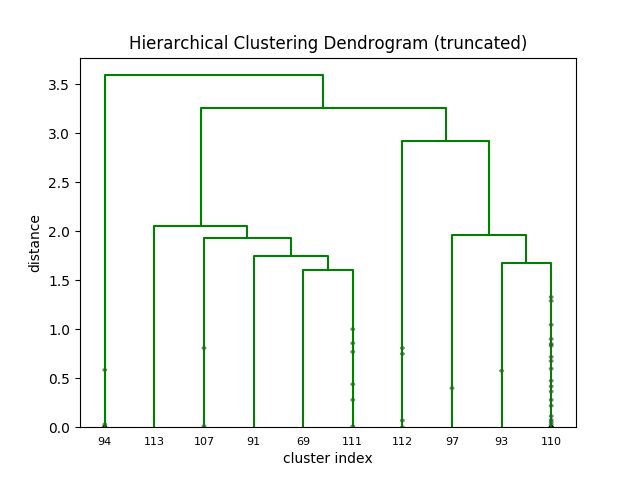 Hierarchical Clustering Dendrogram (truncated)
3.5
3.0
2.5
2.0
1.5
1.0
0.5
0.0
distance
94 113 107 91 69 111 112 97 93 110
cluster index